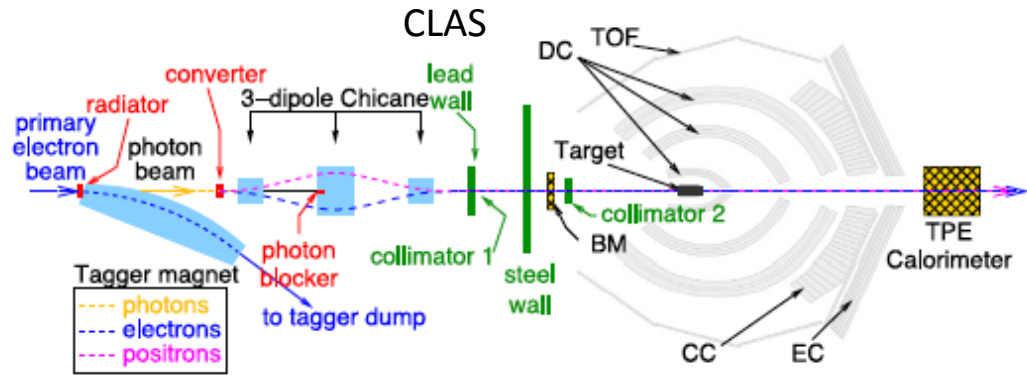 CLAS
converter
radiator
primary
electron
beam
photon
beam
3-dipole Chicane
lead
wall
DC
TOF
Target
collimator 2
BM
collimator 1
photon
blocker
steel
wall
TPE
Calorimeter
Tagger magnet
photons
electrons
positrons
to tagger dump
CC
EC